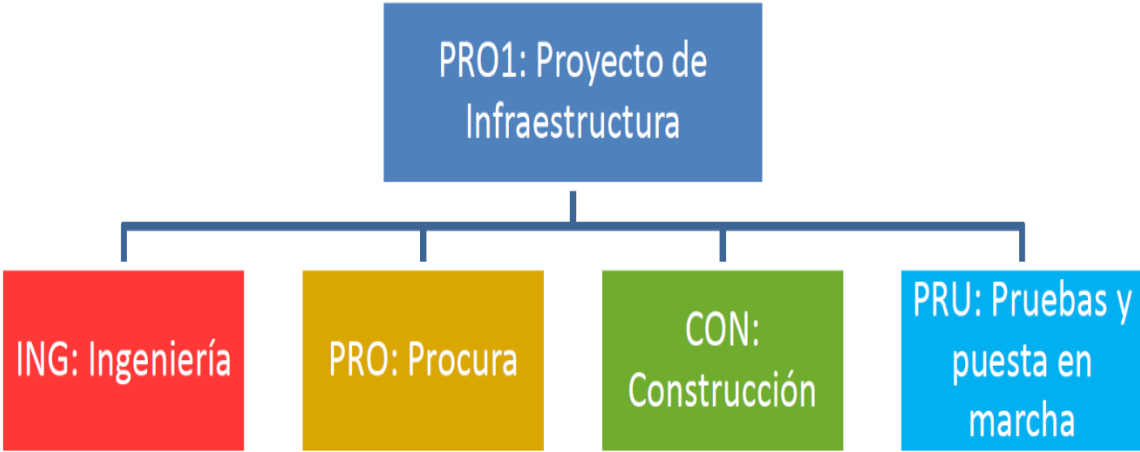 PRO1: Proyecto de
Infraestructura
ING: Ingeniería
PRO: Procura
CON:
Construcción
PRU: Pruebas y
puesta en
marcha